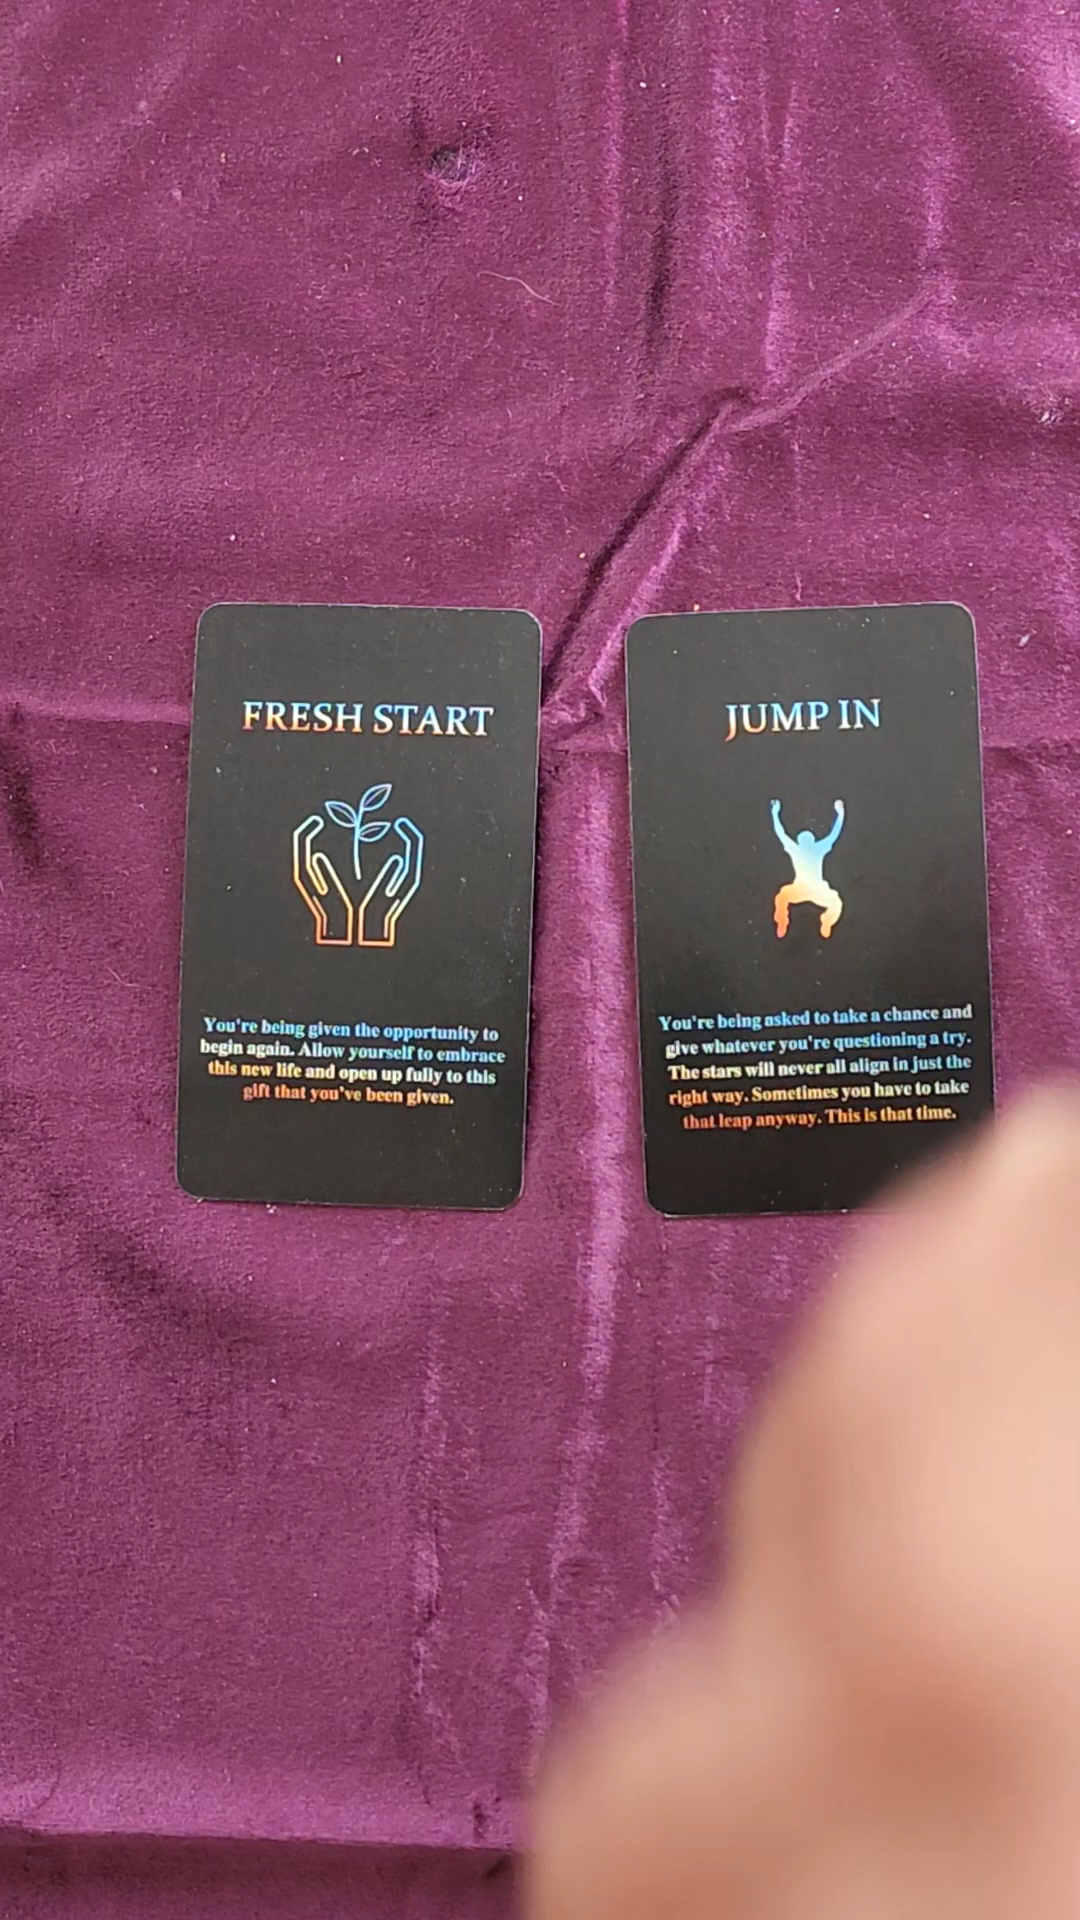 FRESH START
You're being given the opportunity to
begin again. Allow yourself to embrace
this new life and open up fully to this
gift that you've been given.
JUMP IN
You're being asked to take a chance and
give whatever you're questioning a try.
The stars will never all align in just the
right way. Sometimes you have to take
that leap anyway. This is that time.